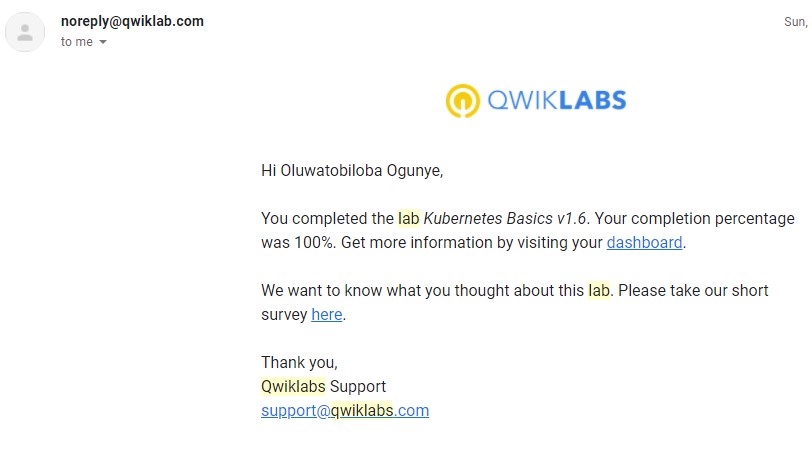 noreply@qwiklab.com
Sun,
to me
QWIKLABS
Hi Oluwatobiloba Ogunye,
You completed the lab Kubernetes Basics v1.6. Your completion percentage
was 100%. Get more information by visiting your dashboard.
We want to know what you thought about this lab. Please take our short
survey here.
Thank you,
Qwiklabs Support
support@qwiklabs.com